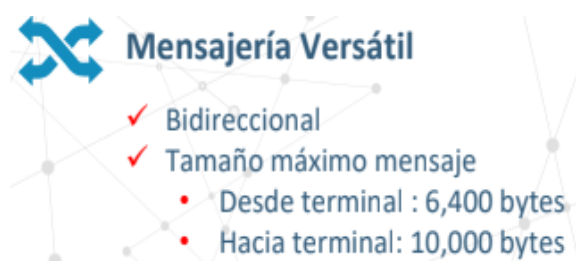 Mensajería Versátil
Bidireccional
Tamaño máximo mensaje
Desde terminal : 6,400 bytes
Hacia terminal: 10,000 bytes